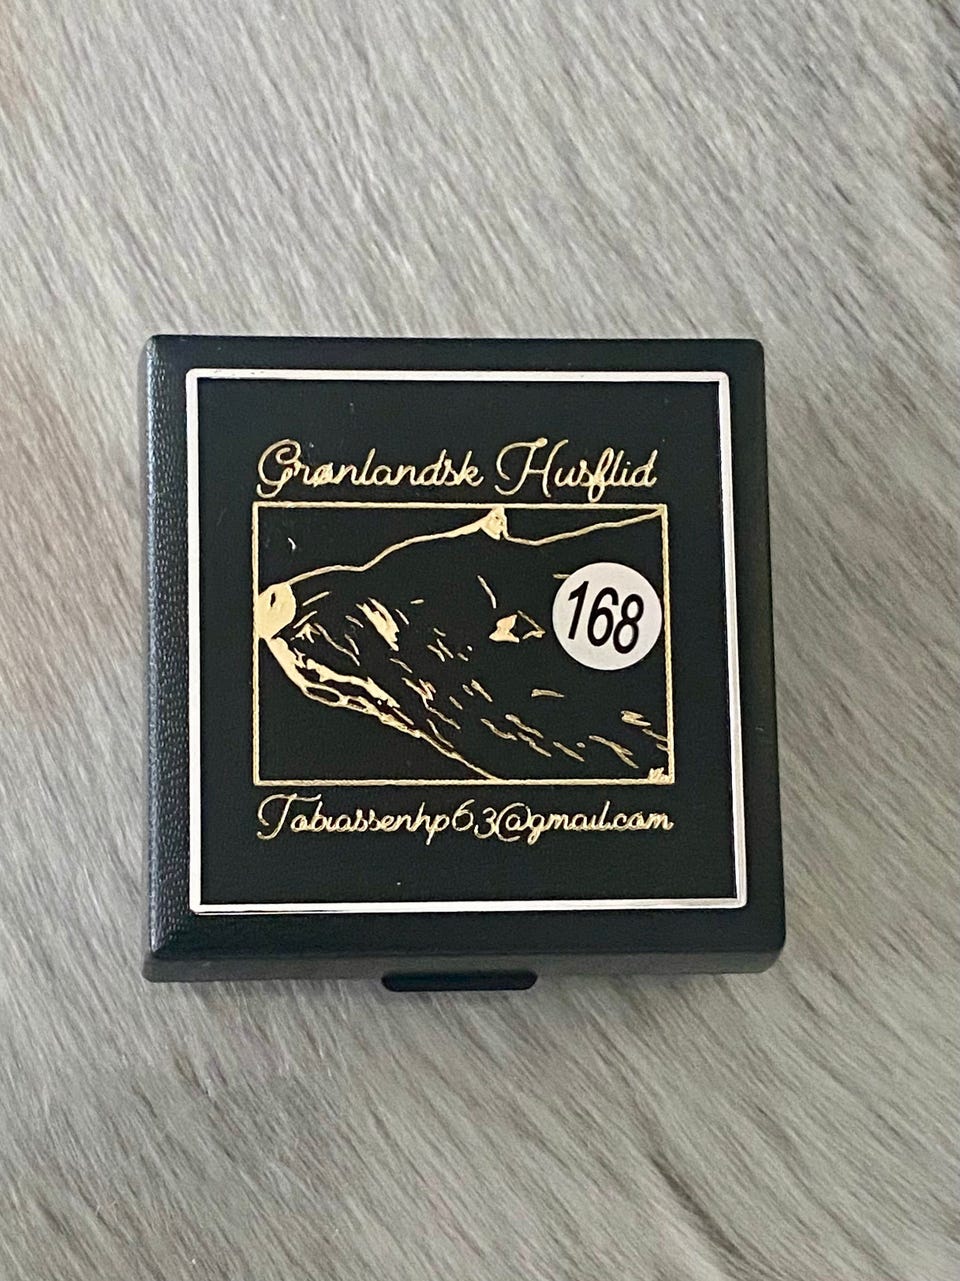 Grønlandsk Husflid
168
Tobiassenhp63@gmail.com